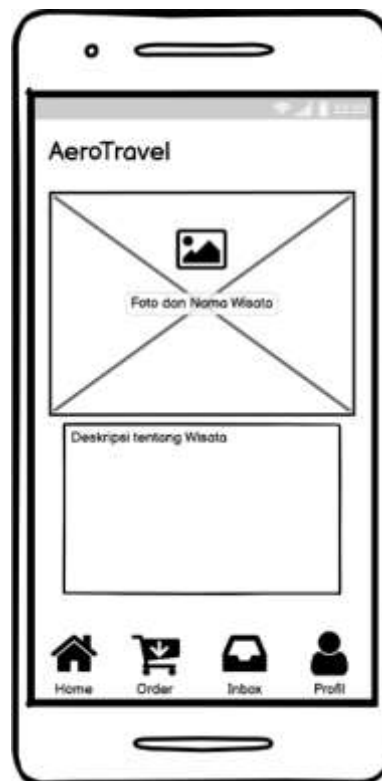 AeroTravel
Foto dan Nama Wisata
Deskripsi tentang Wisata
Home
Order
Inbox
Profil